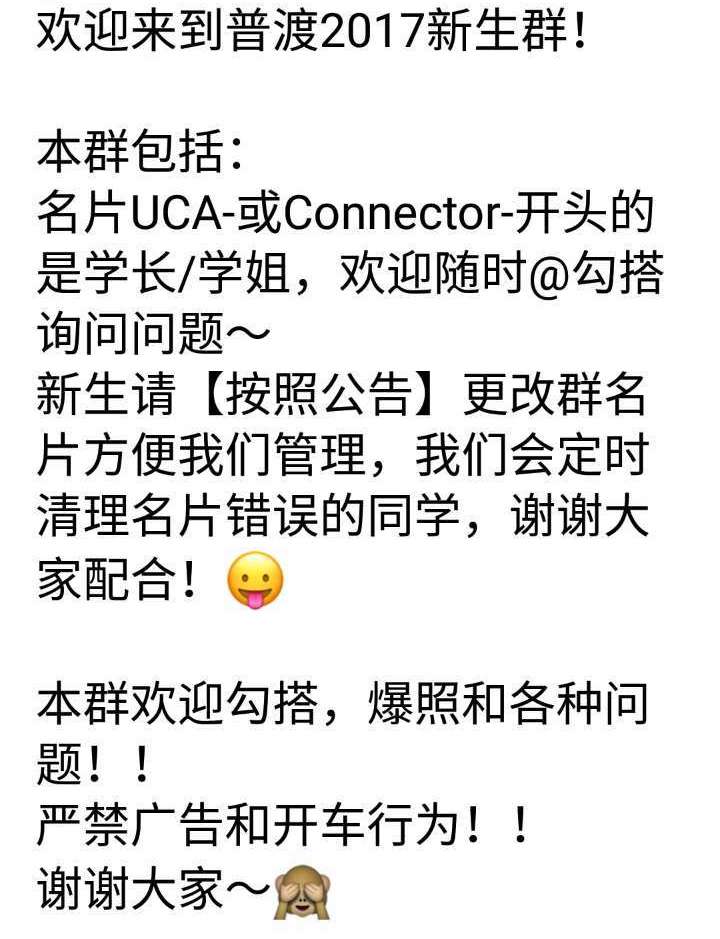 欢迎来到普渡2017新生群！
本群包括：
名片UCA-或Connector-开头的
是学长/学姐，欢迎随时@勾搭
询问问题～
新生请【按照公告】更改群名
片方便我们管理，我们会定时
清理名片错误的同学，谢谢大
家配合！😛
本群欢迎勾搭，爆照和各种问
题！！
严禁广告和开车行为！！
谢谢大家～🙈